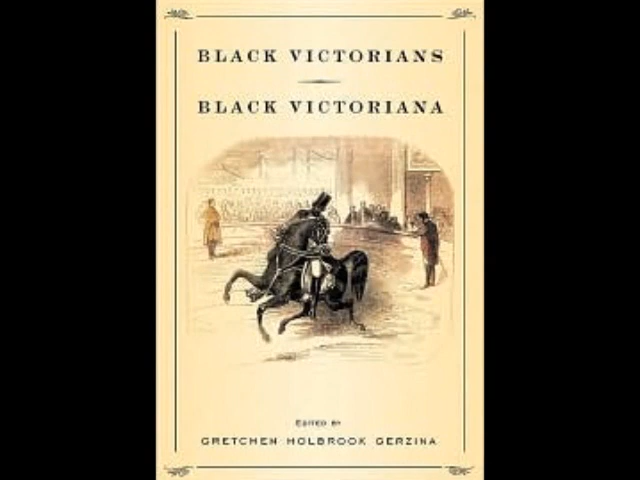 BLACK VICTORIANS
BLACK VICTORIANA
EDITED BY
GRETCHEN HOLBROOK GERZINA